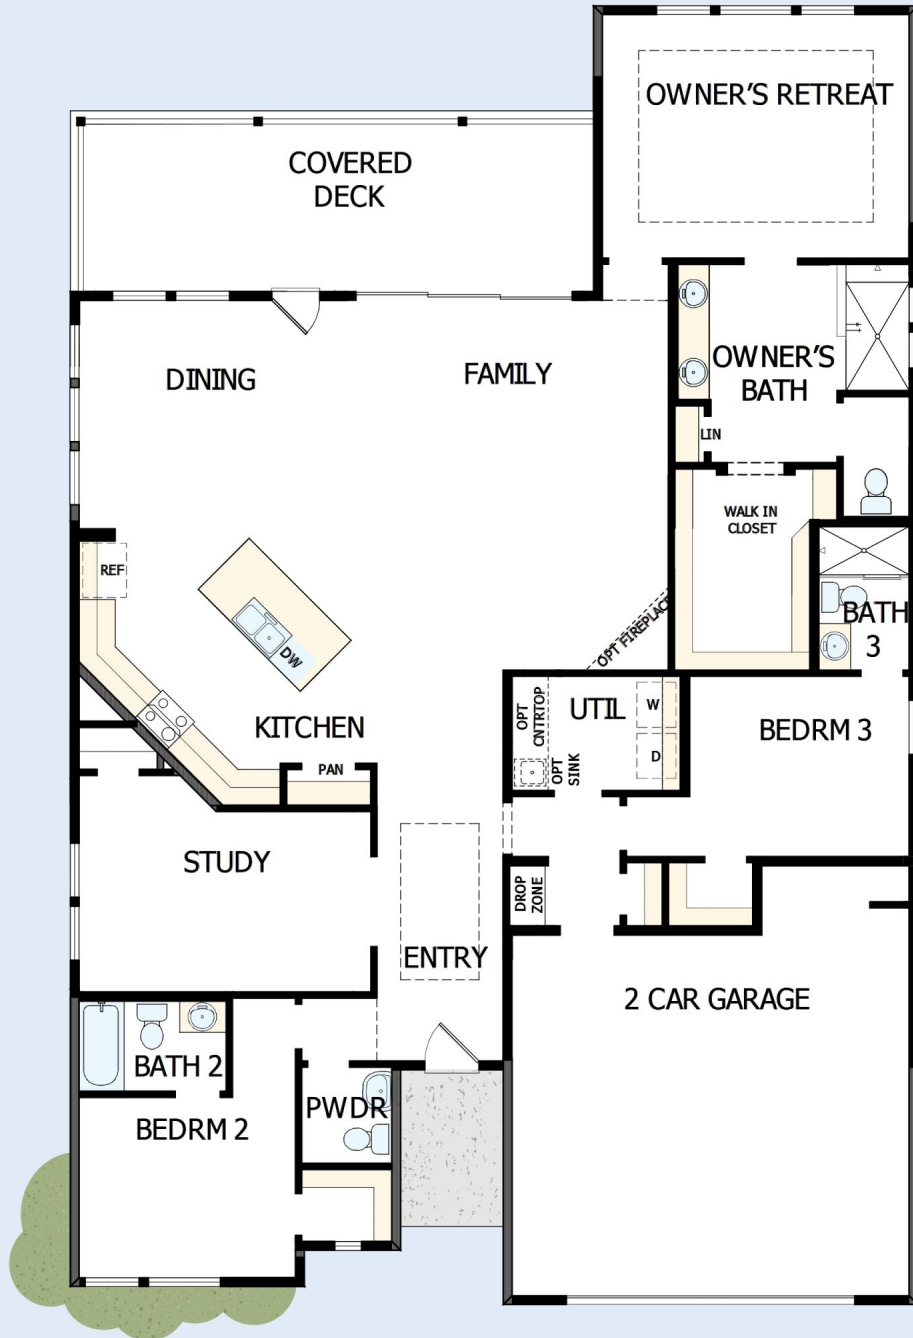 OWNER'S RETREAT
COVERED
DECK
DINING
FAMILY
OWNER'S
BATH
LIN
WALK IN
CLOSET
REF
DW
OPT FIREPLACE
BATH
3
KITCHEN
PAN
OPT
CNTRTOP
UTIL
W
D
OPT
SINK
BEDRM 3
STUDY
DROP
ZONE
ENTRY
2 CAR GARAGE
BATH 2
PWDR
BEDRM 2